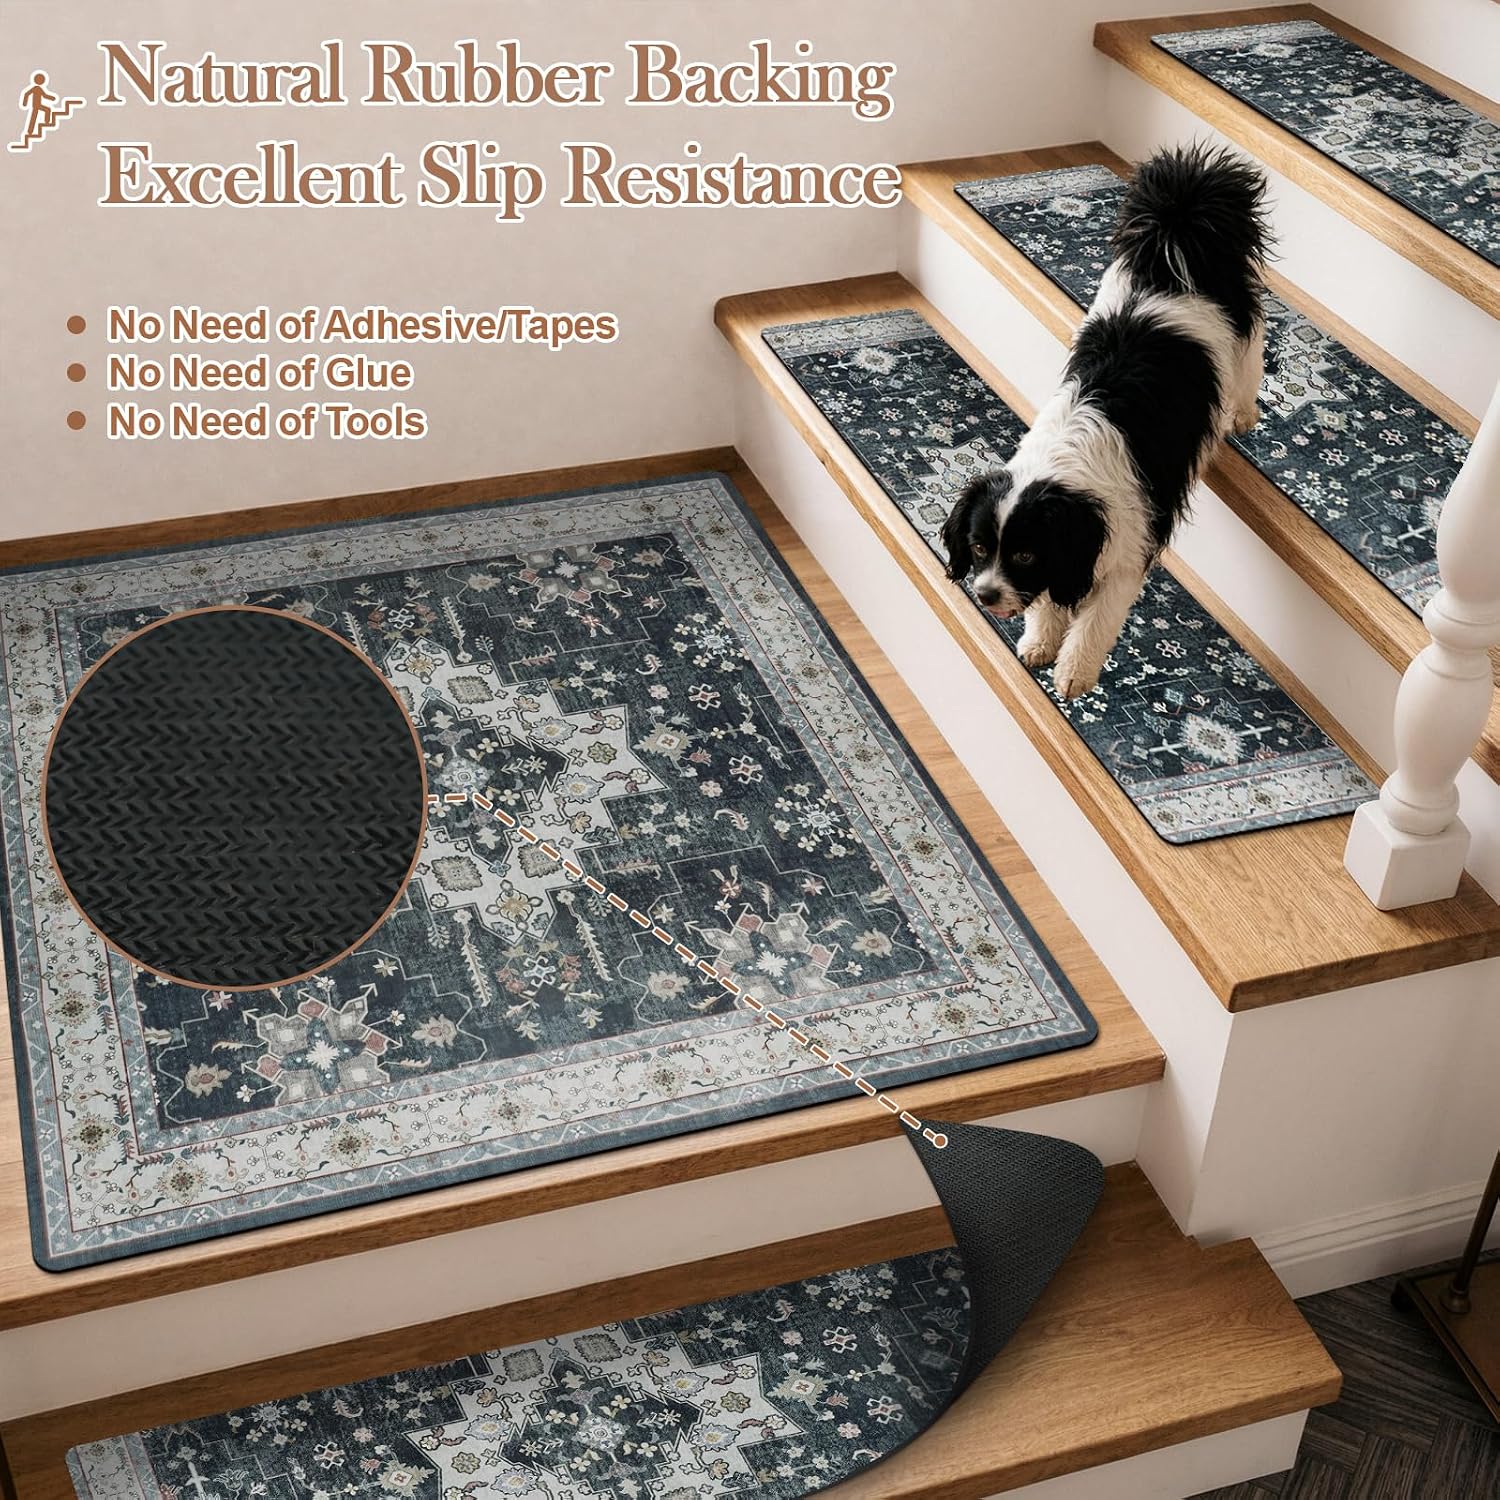 Natural Rubber Backing
Excellent Slip Resistance
• No Need of Adhesive/Tapes
• No Need of Glue
• No Need of Tools